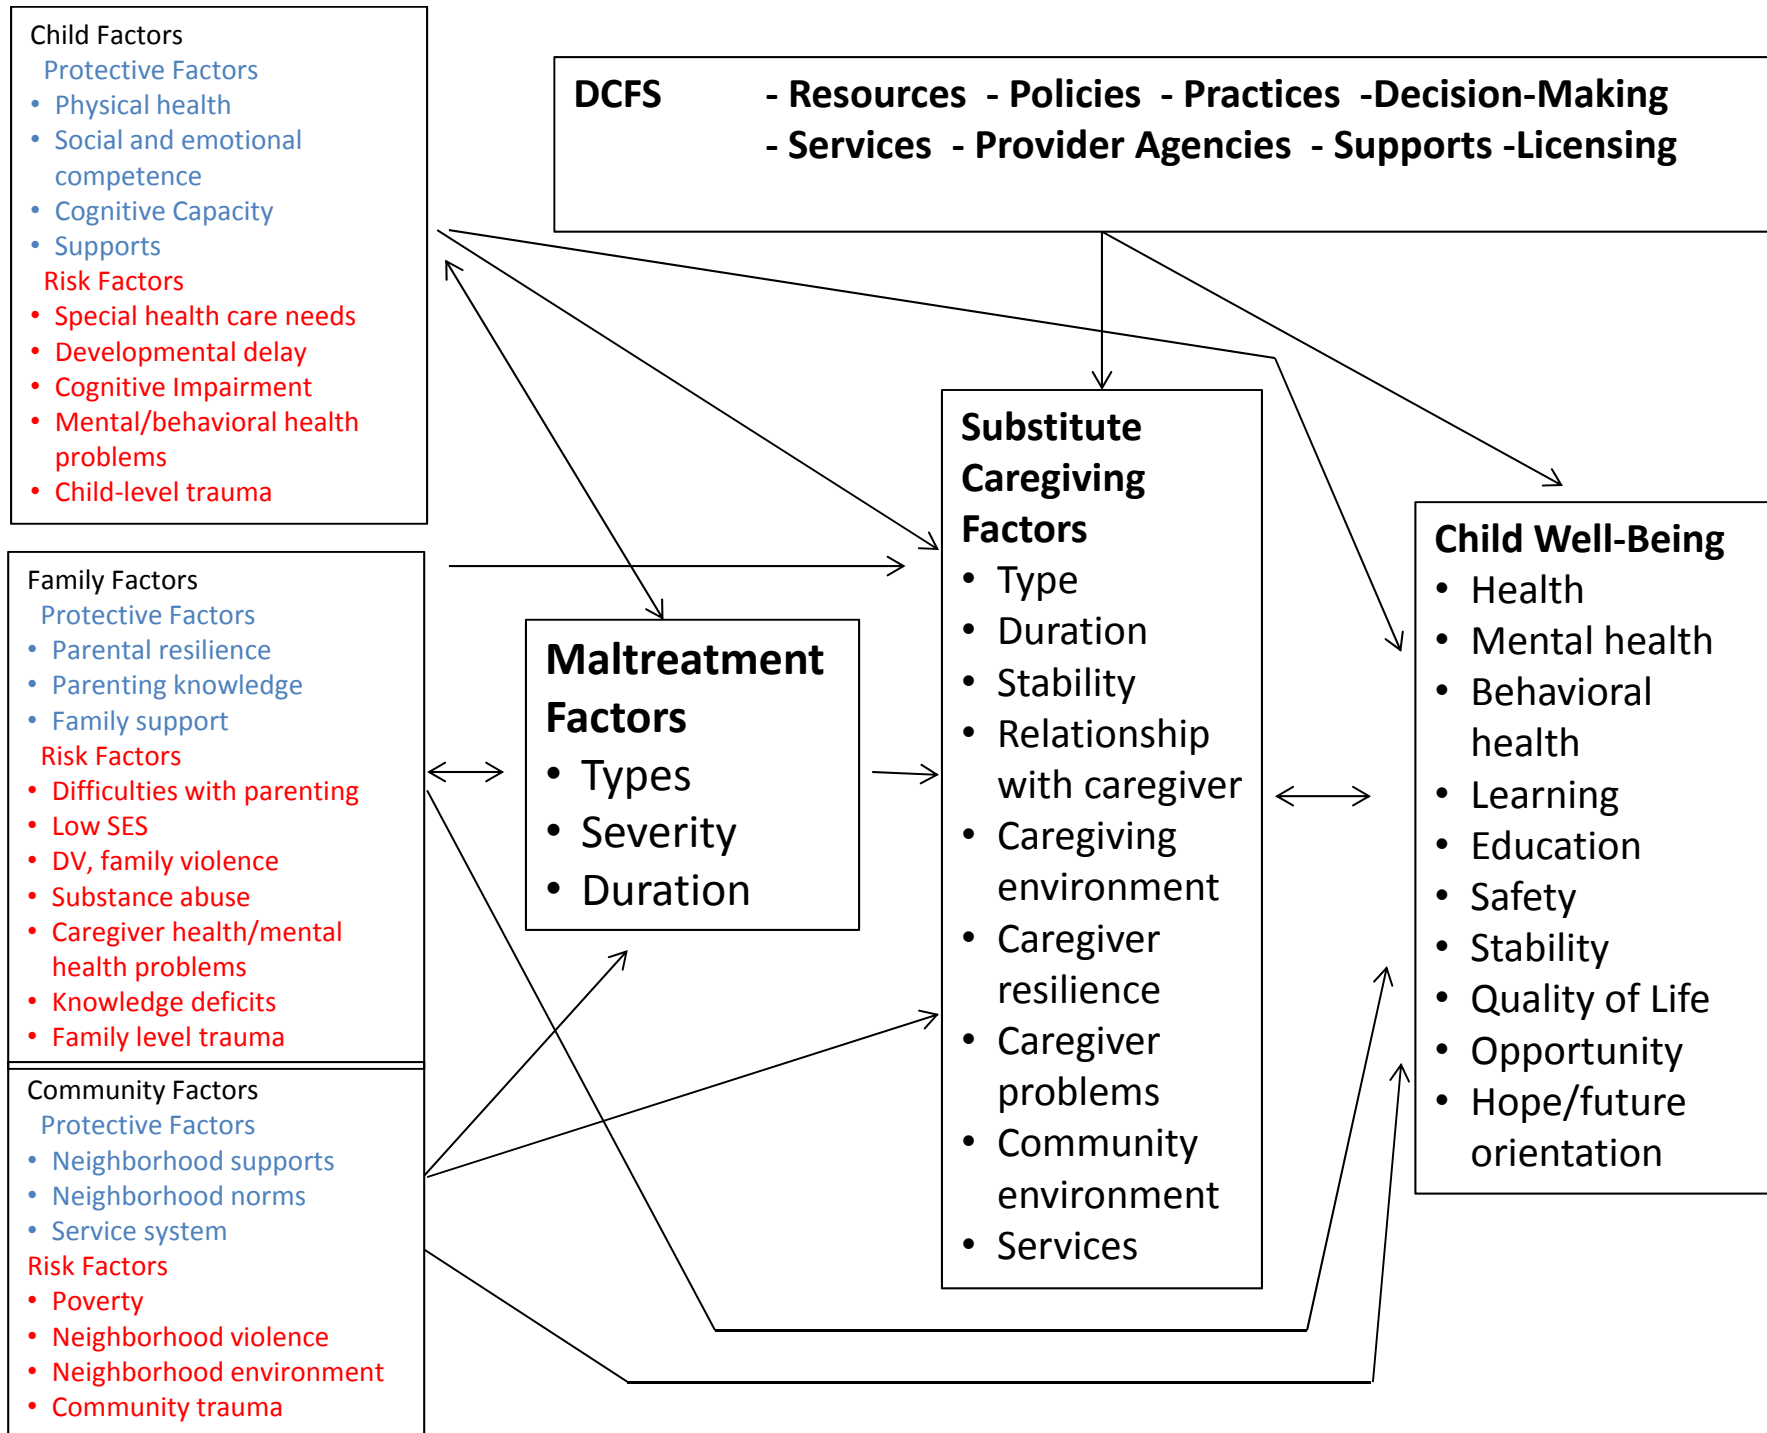 Child Factors
Protective Factors
• Physical health
• Social and emotional
competence
• Cognitive Capacity
• Supports
Risk Factors
• Special health care needs
• Developmental delay
• Cognitive Impairment
• Mental/behavioral health
problems
• Child-level trauma
Family Factors
Protective Factors
• Parental resilience
• Parenting knowledge
• Family support
Risk Factors
• Difficulties with parenting
• Low SES
• DV, family violence
• Substance abuse
• Caregiver health/mental
health problems
• Knowledge deficits
• Family level trauma
Community Factors
Protective Factors
• Neighborhood supports
• Neighborhood norms
• Service system
Risk Factors
• Poverty
• Neighborhood violence
• Neighborhood environment
• Community trauma
DCFS - Resources - Policies - Practices -Decision-Making
- Services - Provider Agencies - Supports -Licensing
Maltreatment
Factors
• Types
• Severity
• Duration
Substitute
Caregiving
Factors
• Type
• Duration
• Stability
• Relationship
with caregiver
• Caregiving
environment
• Caregiver
resilience
• Caregiver
problems
• Community
environment
• Services
Child Well-Being
• Health
• Mental health
• Behavioral
health
• Learning
• Education
• Safety
• Stability
• Quality of Life
• Opportunity
• Hope/future
orientation